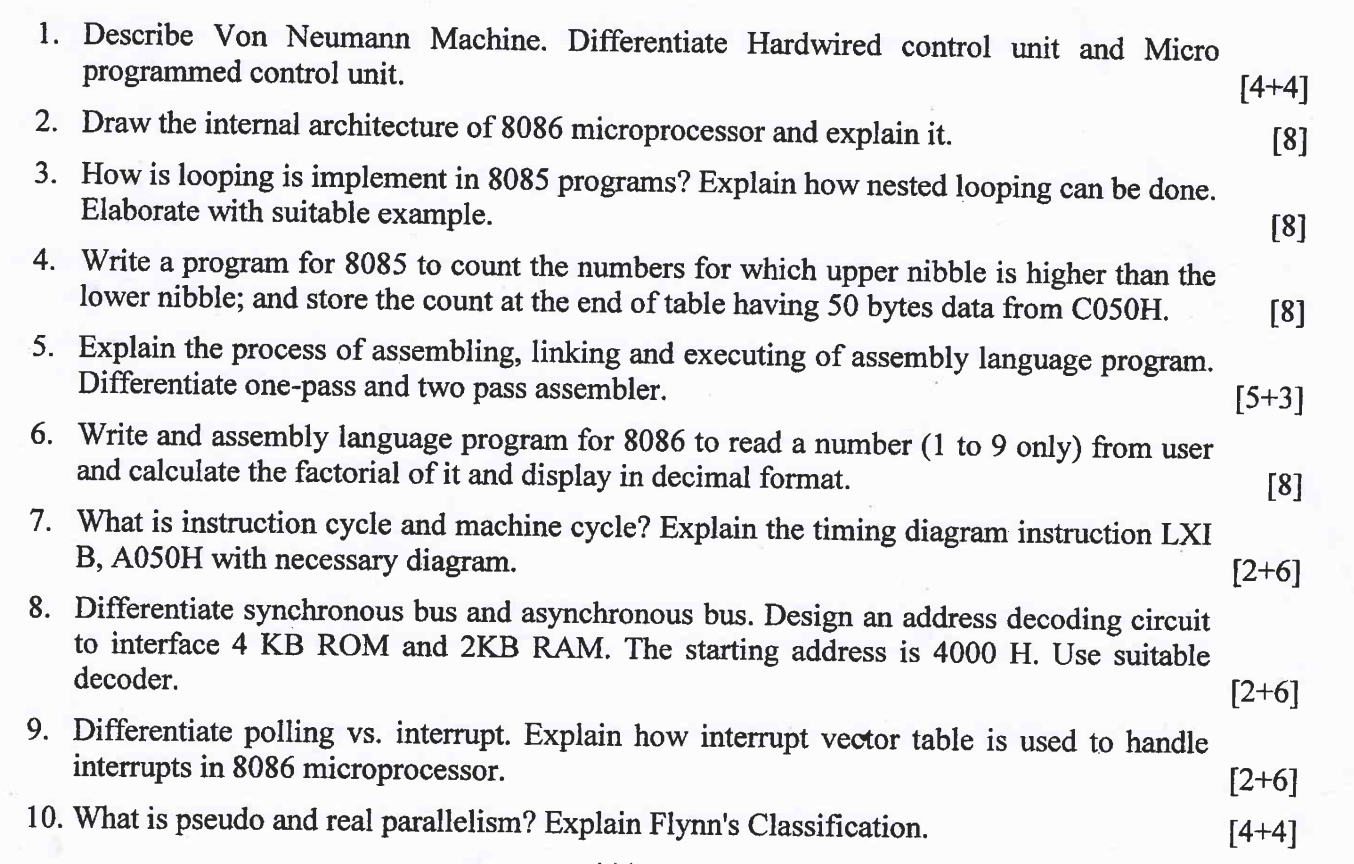 1. Describe Von Neumann Machine. Differentiate Hardwired control unit and Micro
programmed control unit. [4+4]
2. Draw the internal architecture of 8086 microprocessor and explain it. [8]
3. How is looping is implement in 8085 programs? Explain how nested looping can be done.
Elaborate with suitable example. [8]
4. Write a program for 8085 to count the numbers for which upper nibble is higher than the
lower nibble; and store the count at the end of table having 50 bytes data from C050H. [8]
5. Explain the process of assembling, linking and executing of assembly language program.
Differentiate one-pass and two pass assembler. [5+3]
6. Write and assembly language program for 8086 to read a number (1 to 9 only) from user
and calculate the factorial of it and display in decimal format. [8]
7. What is instruction cycle and machine cycle? Explain the timing diagram instruction LXI
B, A050H with necessary diagram. [2+6]
8. Differentiate synchronous bus and asynchronous bus. Design an address decoding circuit
to interface 4 KB ROM and 2KB RAM. The starting address is 4000 H. Use suitable
decoder. [2+6]
9. Differentiate polling vs. interrupt. Explain how interrupt vector table is used to handle
interrupts in 8086 microprocessor. [2+6]
10. What is pseudo and real parallelism? Explain Flynn's Classification. [4+4]